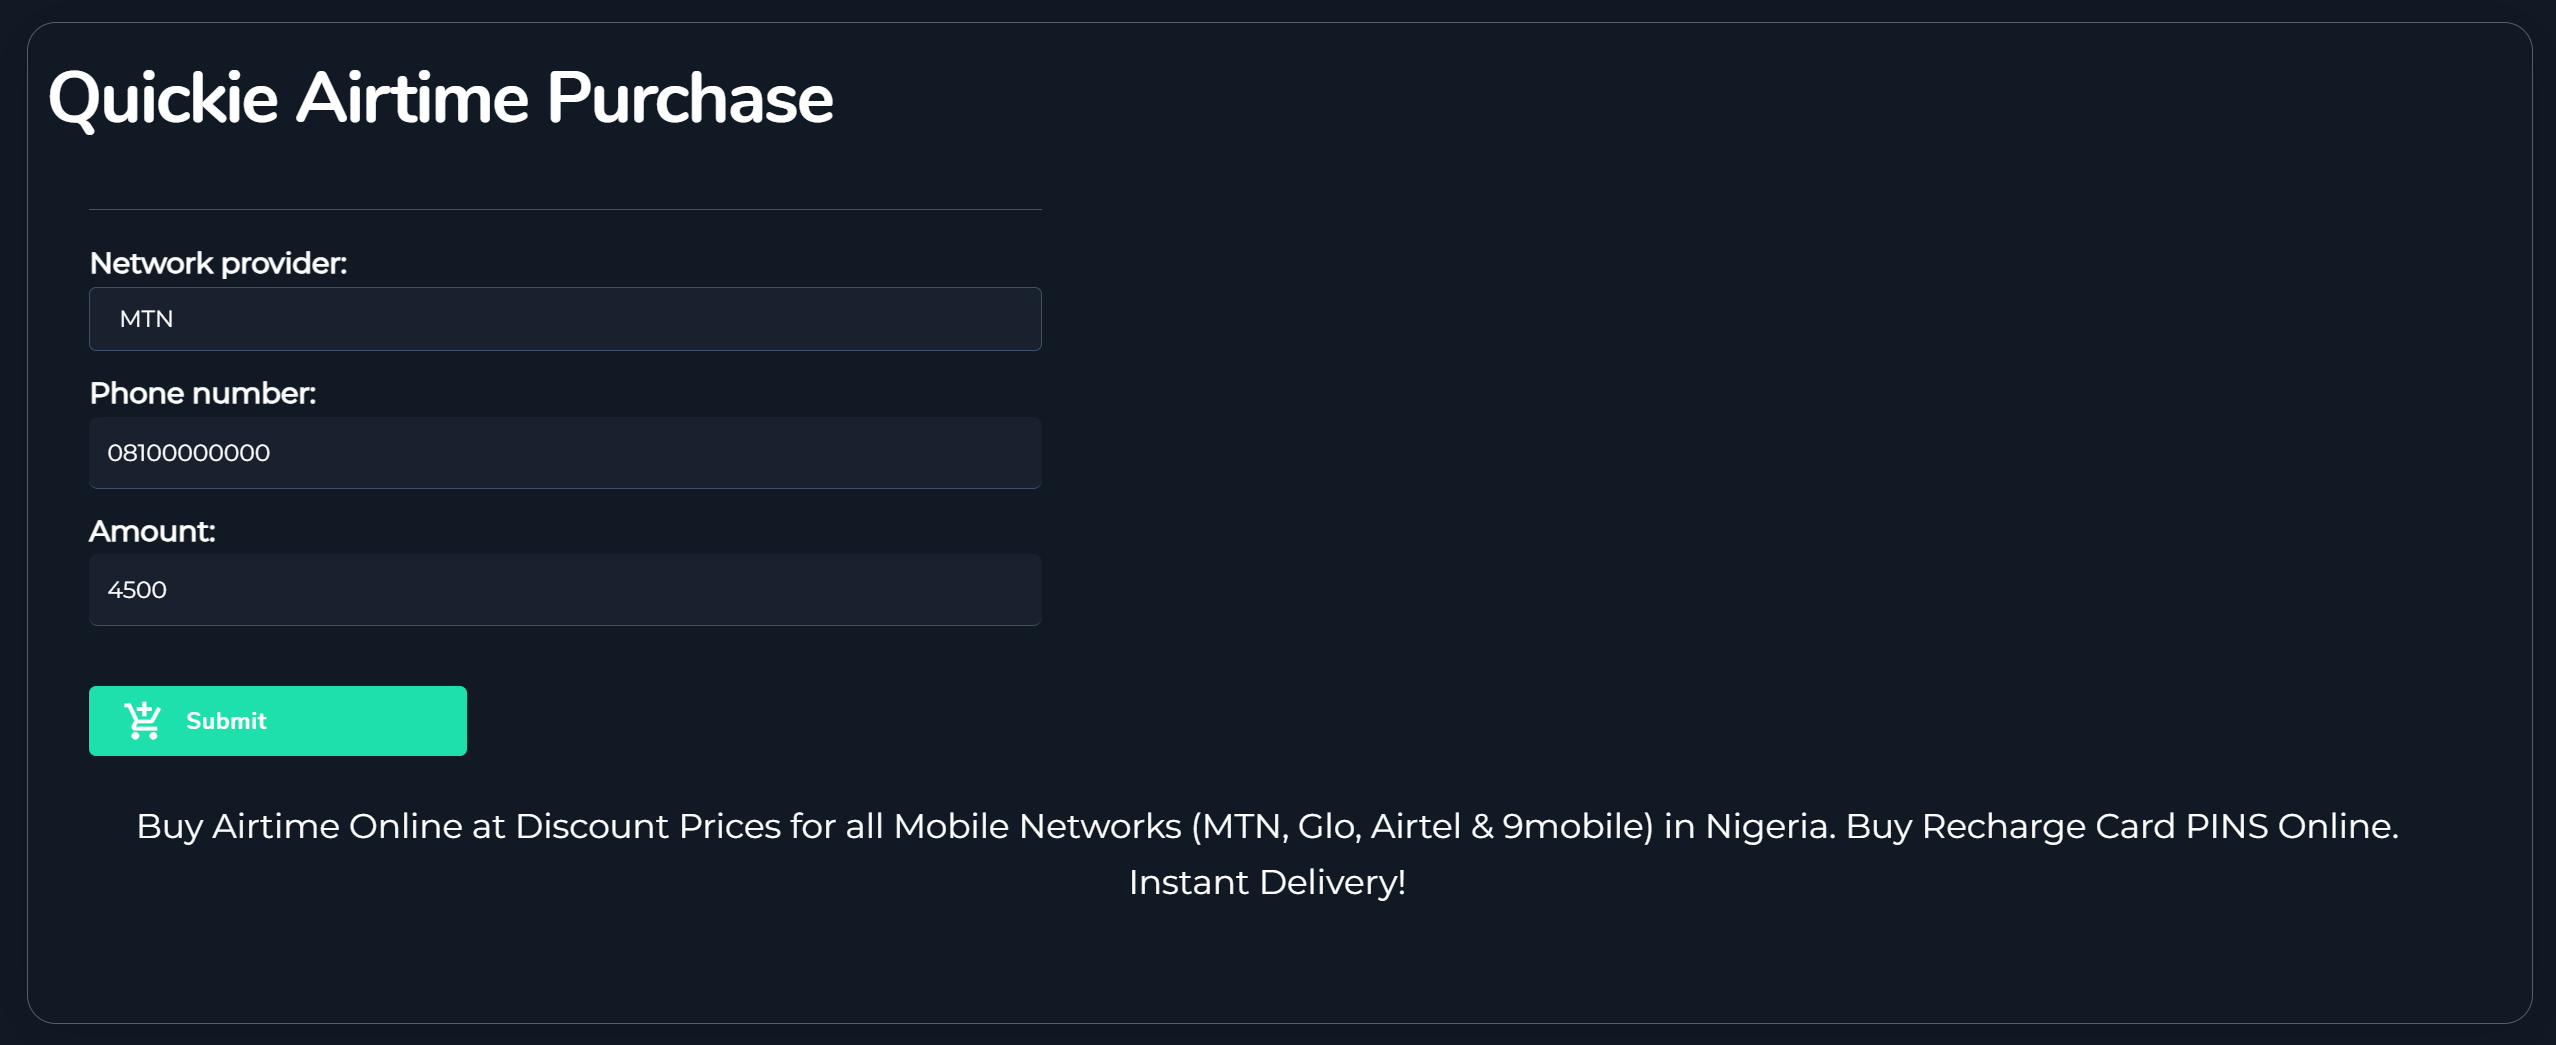 Quickie Airtime Purchase
Network provider:
MTN
Phone number:
08100000000
Amount:
4500
Submit
Buy Airtime Online at Discount Prices for all Mobile Networks (MTN, Glo, Airtel & 9mobile) in Nigeria. Buy Recharge Card PINS Online.
Instant Delivery!